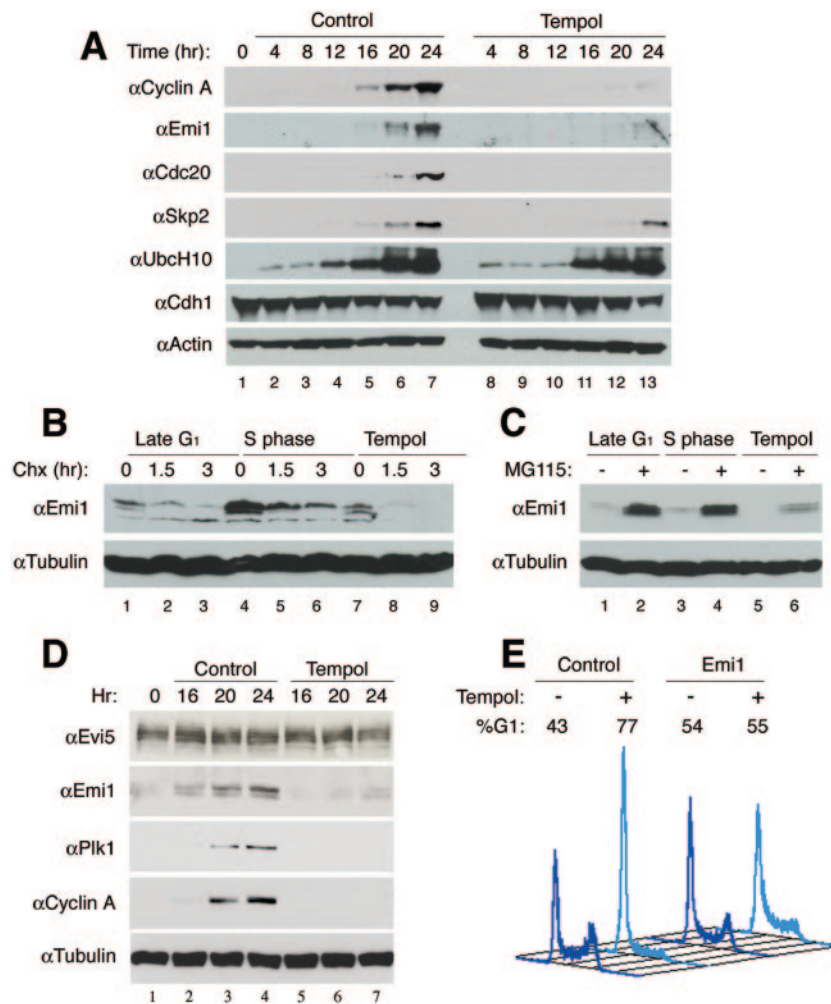 A
Control Tempol
Time (hr): 0 4 8 12 16 20 24 4 8 12 16 20 24
αCyclin A
αEmi1
αCdc20
αSkp2
αUbcH10
αCdh1
αActin
1 2 3 4 5 6 7 8 9 10 11 12 13
B
Late G1 S phase Tempol
Chx (hr): 0 1.5 3 0 1.5 3 0 1.5 3
αEmi1
αTubulin
1 2 3 4 5 6 7 8 9
C
Late G1 S phase Tempol
MG115: - + - + - +
αEmi1
αTubulin
1 2 3 4 5 6
D
Control Tempol
Hr: 0 16 20 24 16 20 24
αEvi5
αEmi1
αPlk1
αCyclin A
αTubulin
1 2 3 4 5 6 7
E
Control Emi1
Tempol: - + - +
%G1: 43 77 54 55